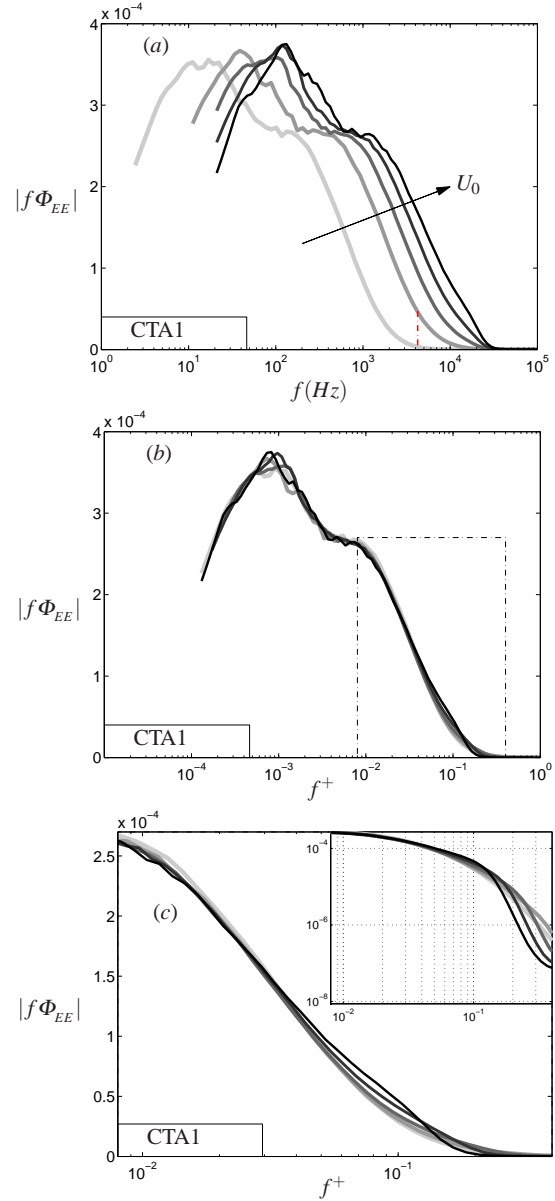 x 10⁻⁴
(a)
4
3
2
1
0
|fΦ_EE|
U₀
CTA1
10⁰ 10¹ 10² 10³ 10⁴ 10⁵
f(Hz)
x 10⁻⁴
(b)
4
3
2
1
0
|fΦ_EE|
CTA1
10⁻⁴ 10⁻³ 10⁻² 10⁻¹ 10⁰
f⁺
x 10⁻⁴
(c)
2.5
2
1.5
1
0.5
0
|fΦ_EE|
10⁻⁴
10⁻⁶
10⁻⁸
10⁻² 10⁻¹
CTA1
10⁻² 10⁻¹
f⁺